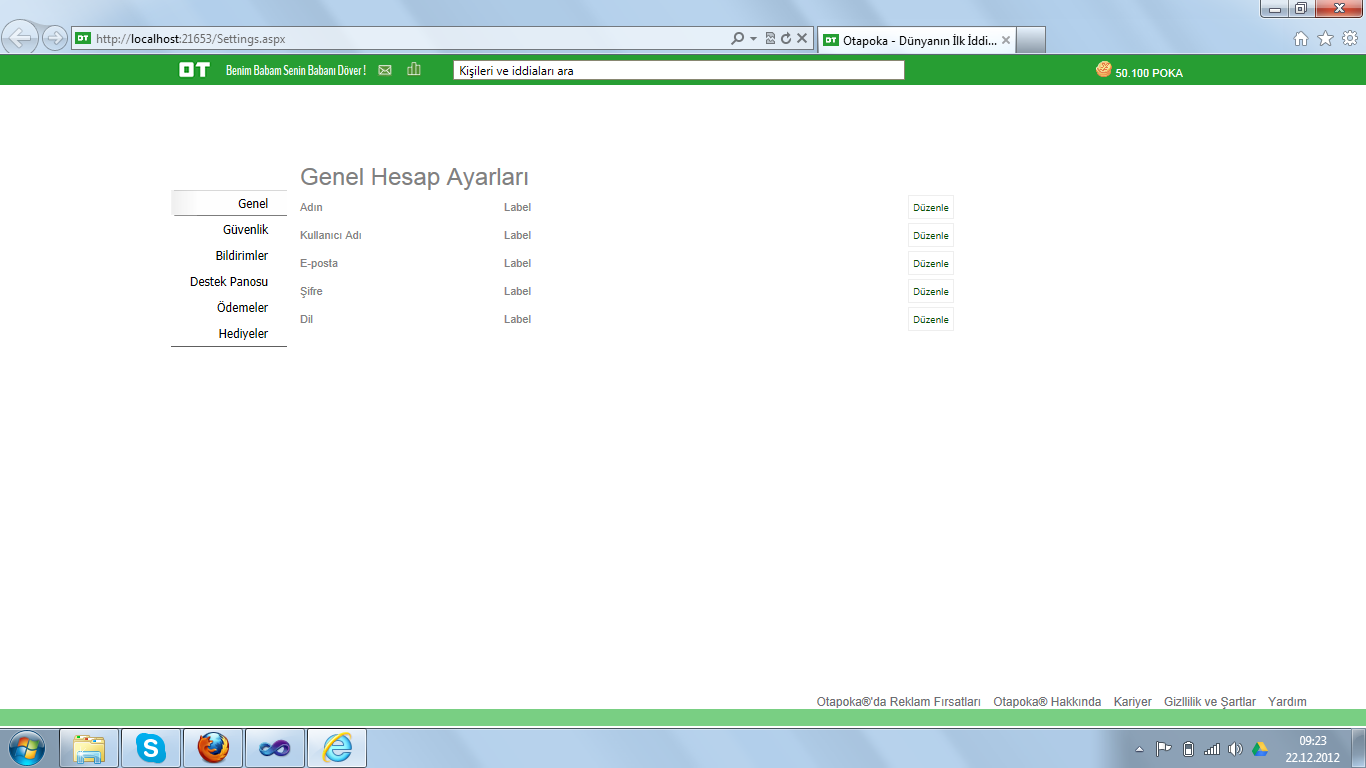 http://localhost:21653/Settings.aspx
OT Otapoka - Dünyanın İlk İddi...
OT Benim Babam Senin Babanı Döver ! Kişileri ve iddiaları ara 50.100 POKA
Genel Hesap Ayarları
Genel
Güvenlik
Bildirimler
Destek Panosu
Ödemeler
Hediyeler
Adın Label Düzenle
Kullanıcı Adı Label Düzenle
E-posta Label Düzenle
Şifre Label Düzenle
Dil Label Düzenle
Otapoka®'da Reklam Fırsatları Otapoka® Hakkında Kariyer Gizllilik ve Şartlar Yardım
09:23
22.12.2012